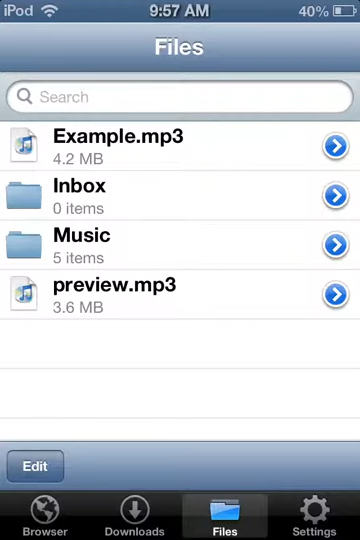 iPod 9:57 AM 40%
Files
Search
Example.mp3
4.2 MB
Inbox
0 items
Music
5 items
preview.mp3
3.6 MB
Edit
Browser Downloads Files Settings